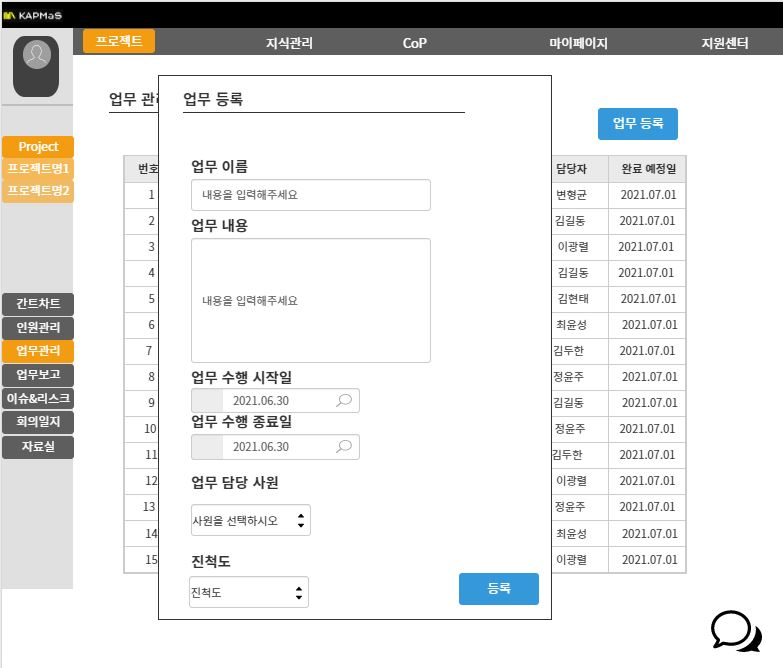 KAPMaS
프로젝트 지식관리 CoP 마이페이지 지원센터
업무 관리
업무 등록
업무 등록
Project
프로젝트명1
프로젝트명2
간트차트
인원관리
업무관리
업무보고
이슈&리스크
회의일지
자료실
업무 이름
내용을 입력해주세요
업무 내용
내용을 입력해주세요
업무 수행 시작일
2021.06.30
업무 수행 종료일
2021.06.30
업무 담당 사원
사원을 선택하시오
진척도
진척도
등록
번호 담당자 완료 예정일
1 변형균 2021.07.01
2 김길동 2021.07.01
3 이광렬 2021.07.01
4 김길동 2021.07.01
5 김현태 2021.07.01
6 최윤성 2021.07.01
7 김두한 2021.07.01
8 정윤주 2021.07.01
9 김길동 2021.07.01
10 정윤주 2021.07.01
11 김두한 2021.07.01
12 이광렬 2021.07.01
13 정윤주 2021.07.01
14 최윤성 2021.07.01
15 이광렬 2021.07.01